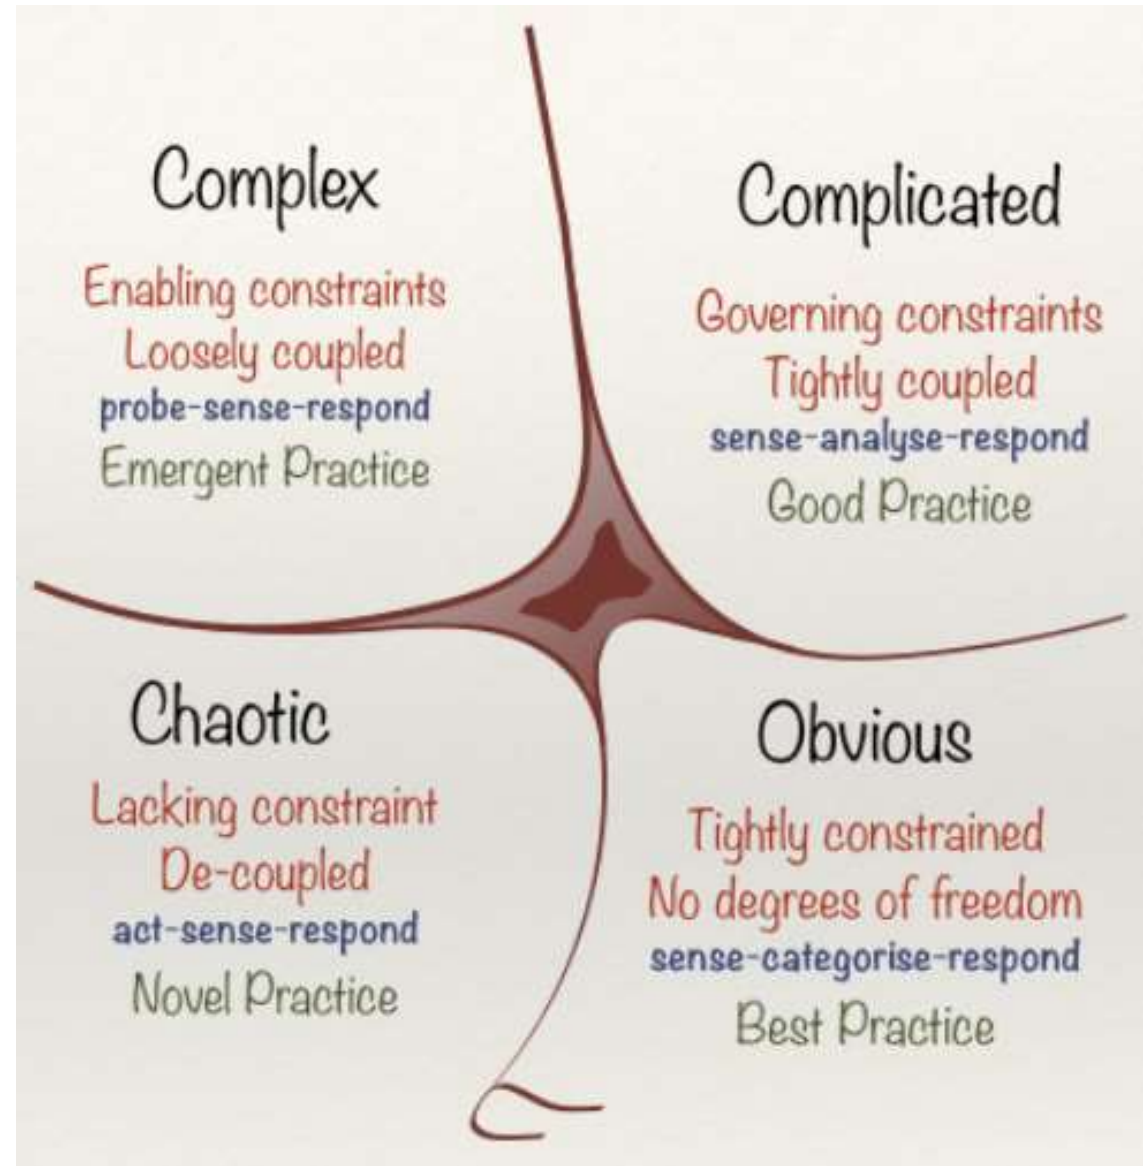 Complex
Enabling constraints
Loosely coupled
probe-sense-respond
Emergent Practice
Complicated
Governing constraints
Tightly coupled
sense-analyse-respond
Good Practice
Chaotic
Lacking constraint
De-coupled
act-sense-respond
Novel Practice
Obvious
Tightly constrained
No degrees of freedom
sense-categorise-respond
Best Practice